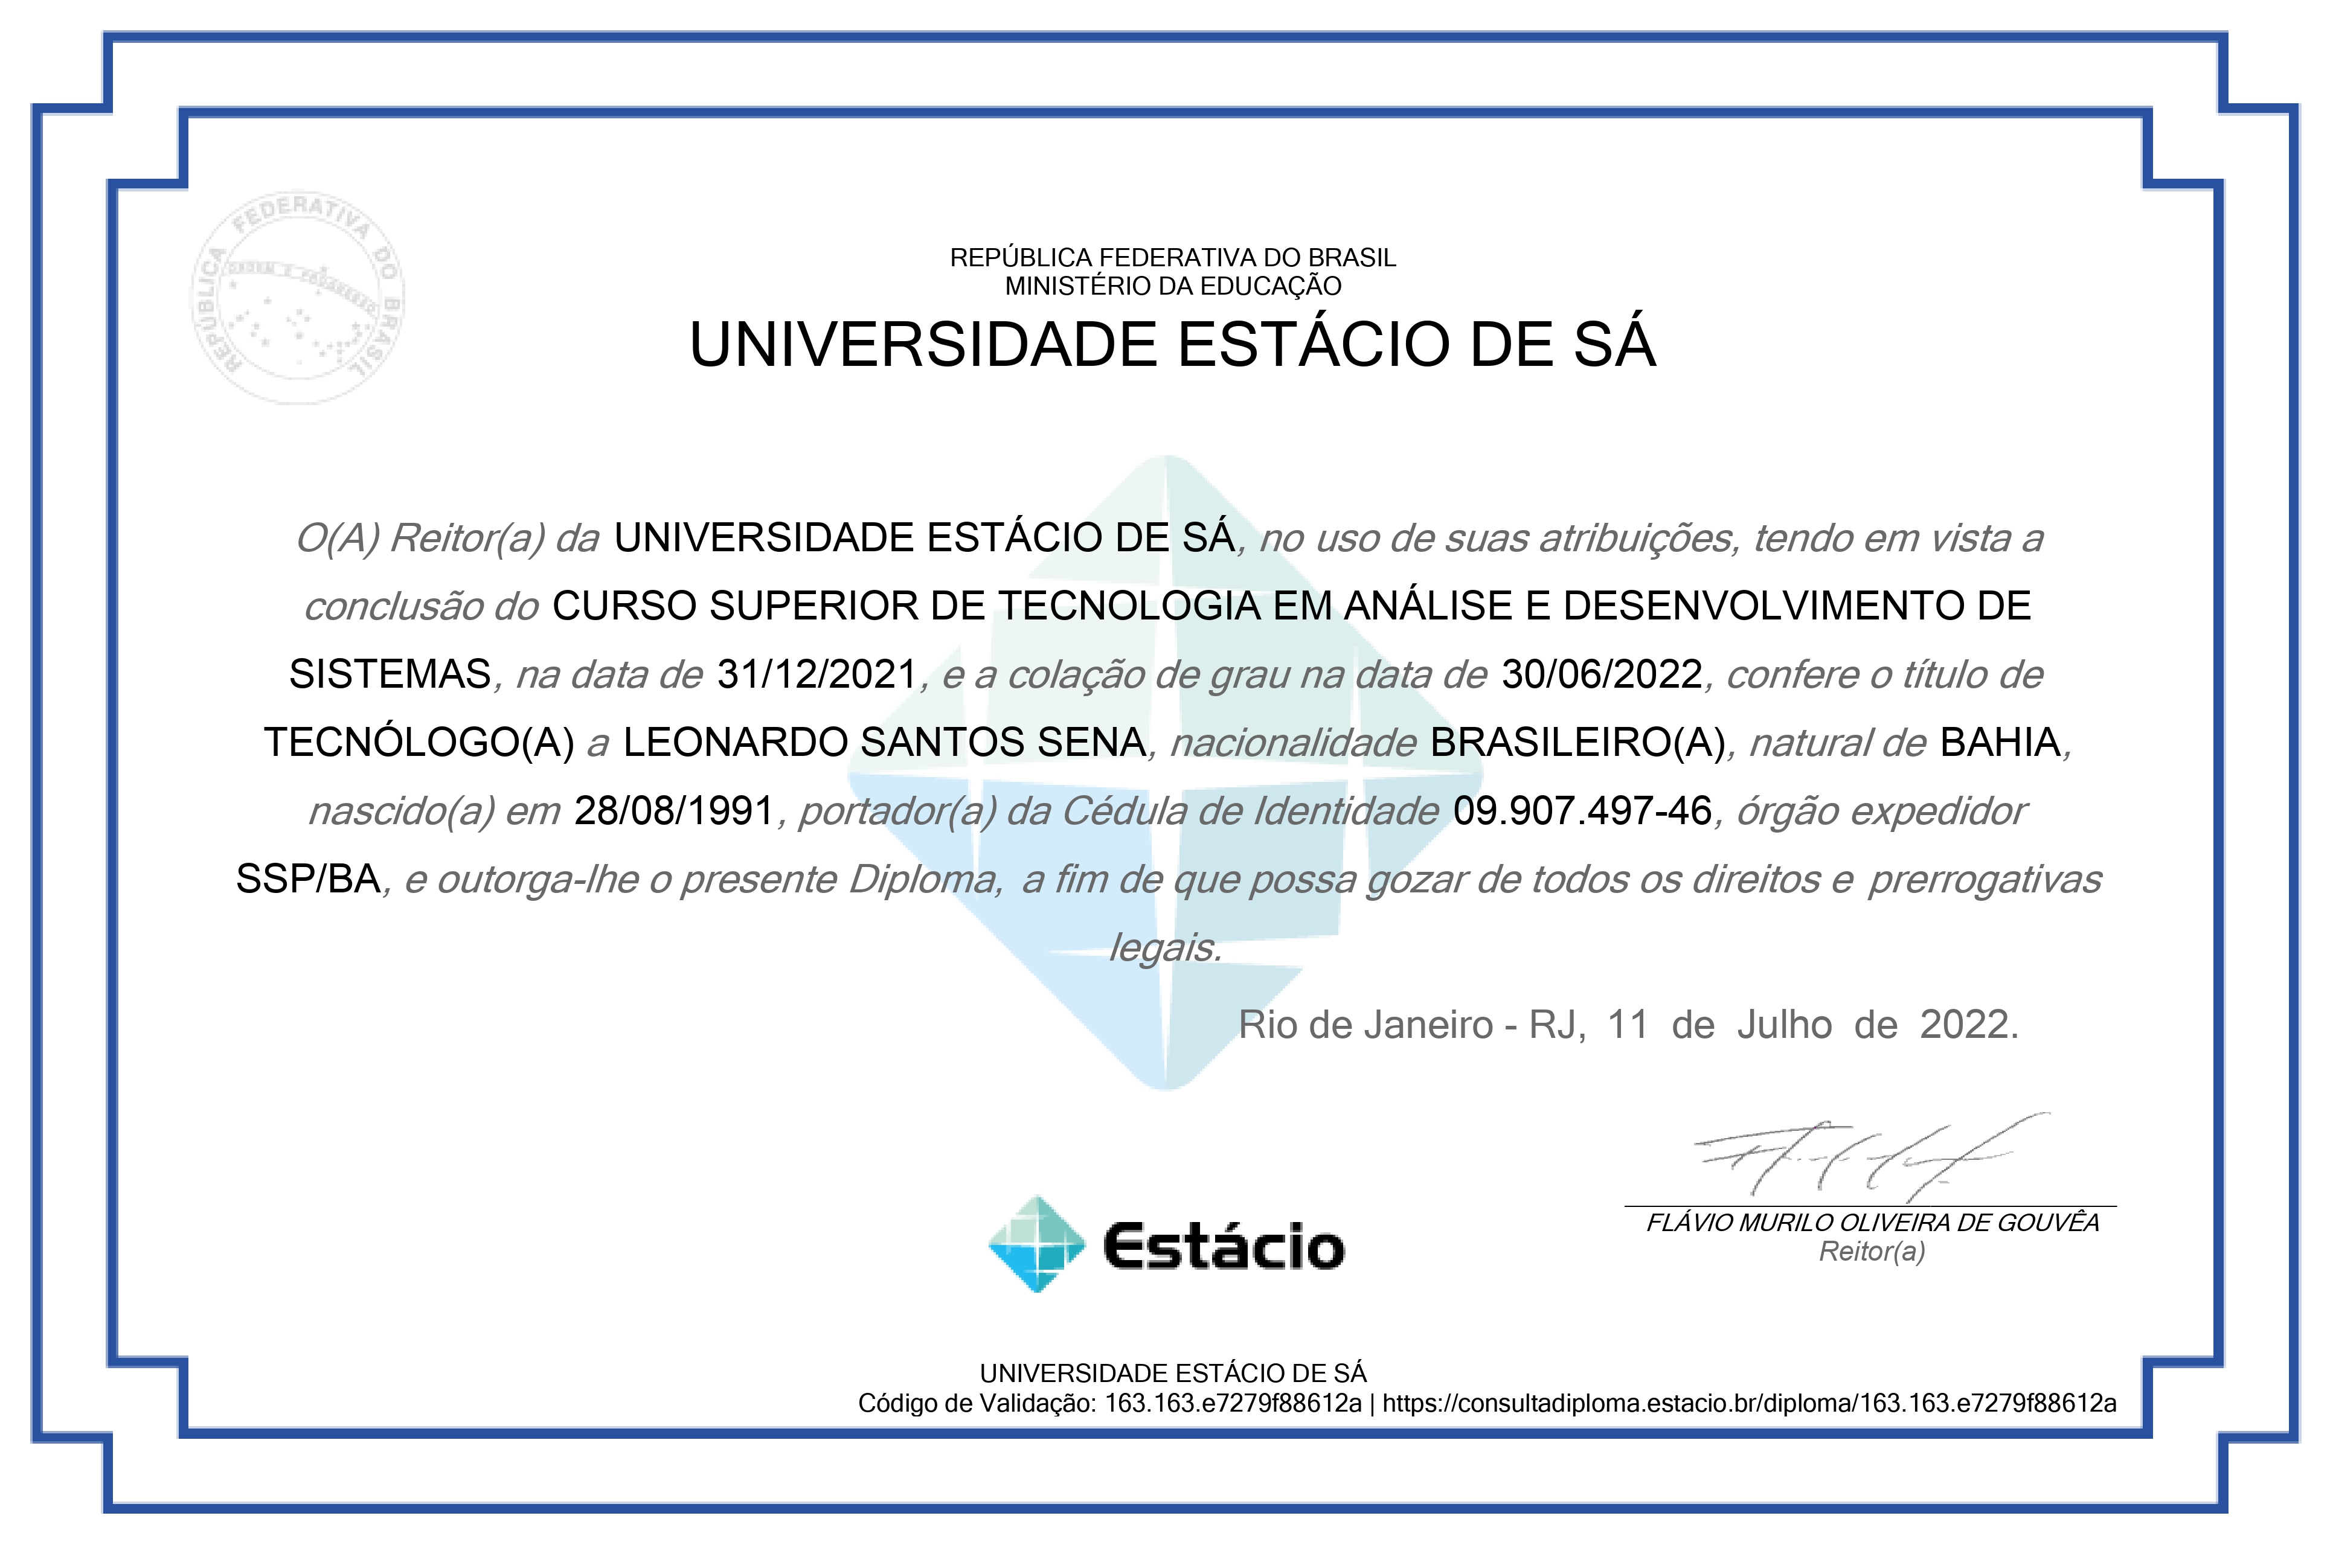 REPÚBLICA FEDERATIVA DO BRASIL
ORDEM E PROGRESSO
REPÚBLICA FEDERATIVA DO BRASIL
MINISTÉRIO DA EDUCAÇÃO
UNIVERSIDADE ESTÁCIO DE SÁ
O(A) Reitor(a) da UNIVERSIDADE ESTÁCIO DE SÁ, no uso de suas atribuições, tendo em vista a
conclusão do CURSO SUPERIOR DE TECNOLOGIA EM ANÁLISE E DESENVOLVIMENTO DE
SISTEMAS, na data de 31/12/2021, e a colação de grau na data de 30/06/2022, confere o título de
TECNÓLOGO(A) a LEONARDO SANTOS SENA, nacionalidade BRASILEIRO(A), natural de BAHIA,
nascido(a) em 28/08/1991, portador(a) da Cédula de Identidade 09.907.497-46, órgão expedidor
SSP/BA, e outorga-lhe o presente Diploma, a fim de que possa gozar de todos os direitos e prerrogativas
legais.
Rio de Janeiro - RJ, 11 de Julho de 2022.
FLÁVIO MURILO OLIVEIRA DE GOUVÊA
Reitor(a)
Estácio
UNIVERSIDADE ESTÁCIO DE SÁ
Código de Validação: 163.163.e7279f88612a | https://consultadiploma.estacio.br/diploma/163.163.e7279f88612a